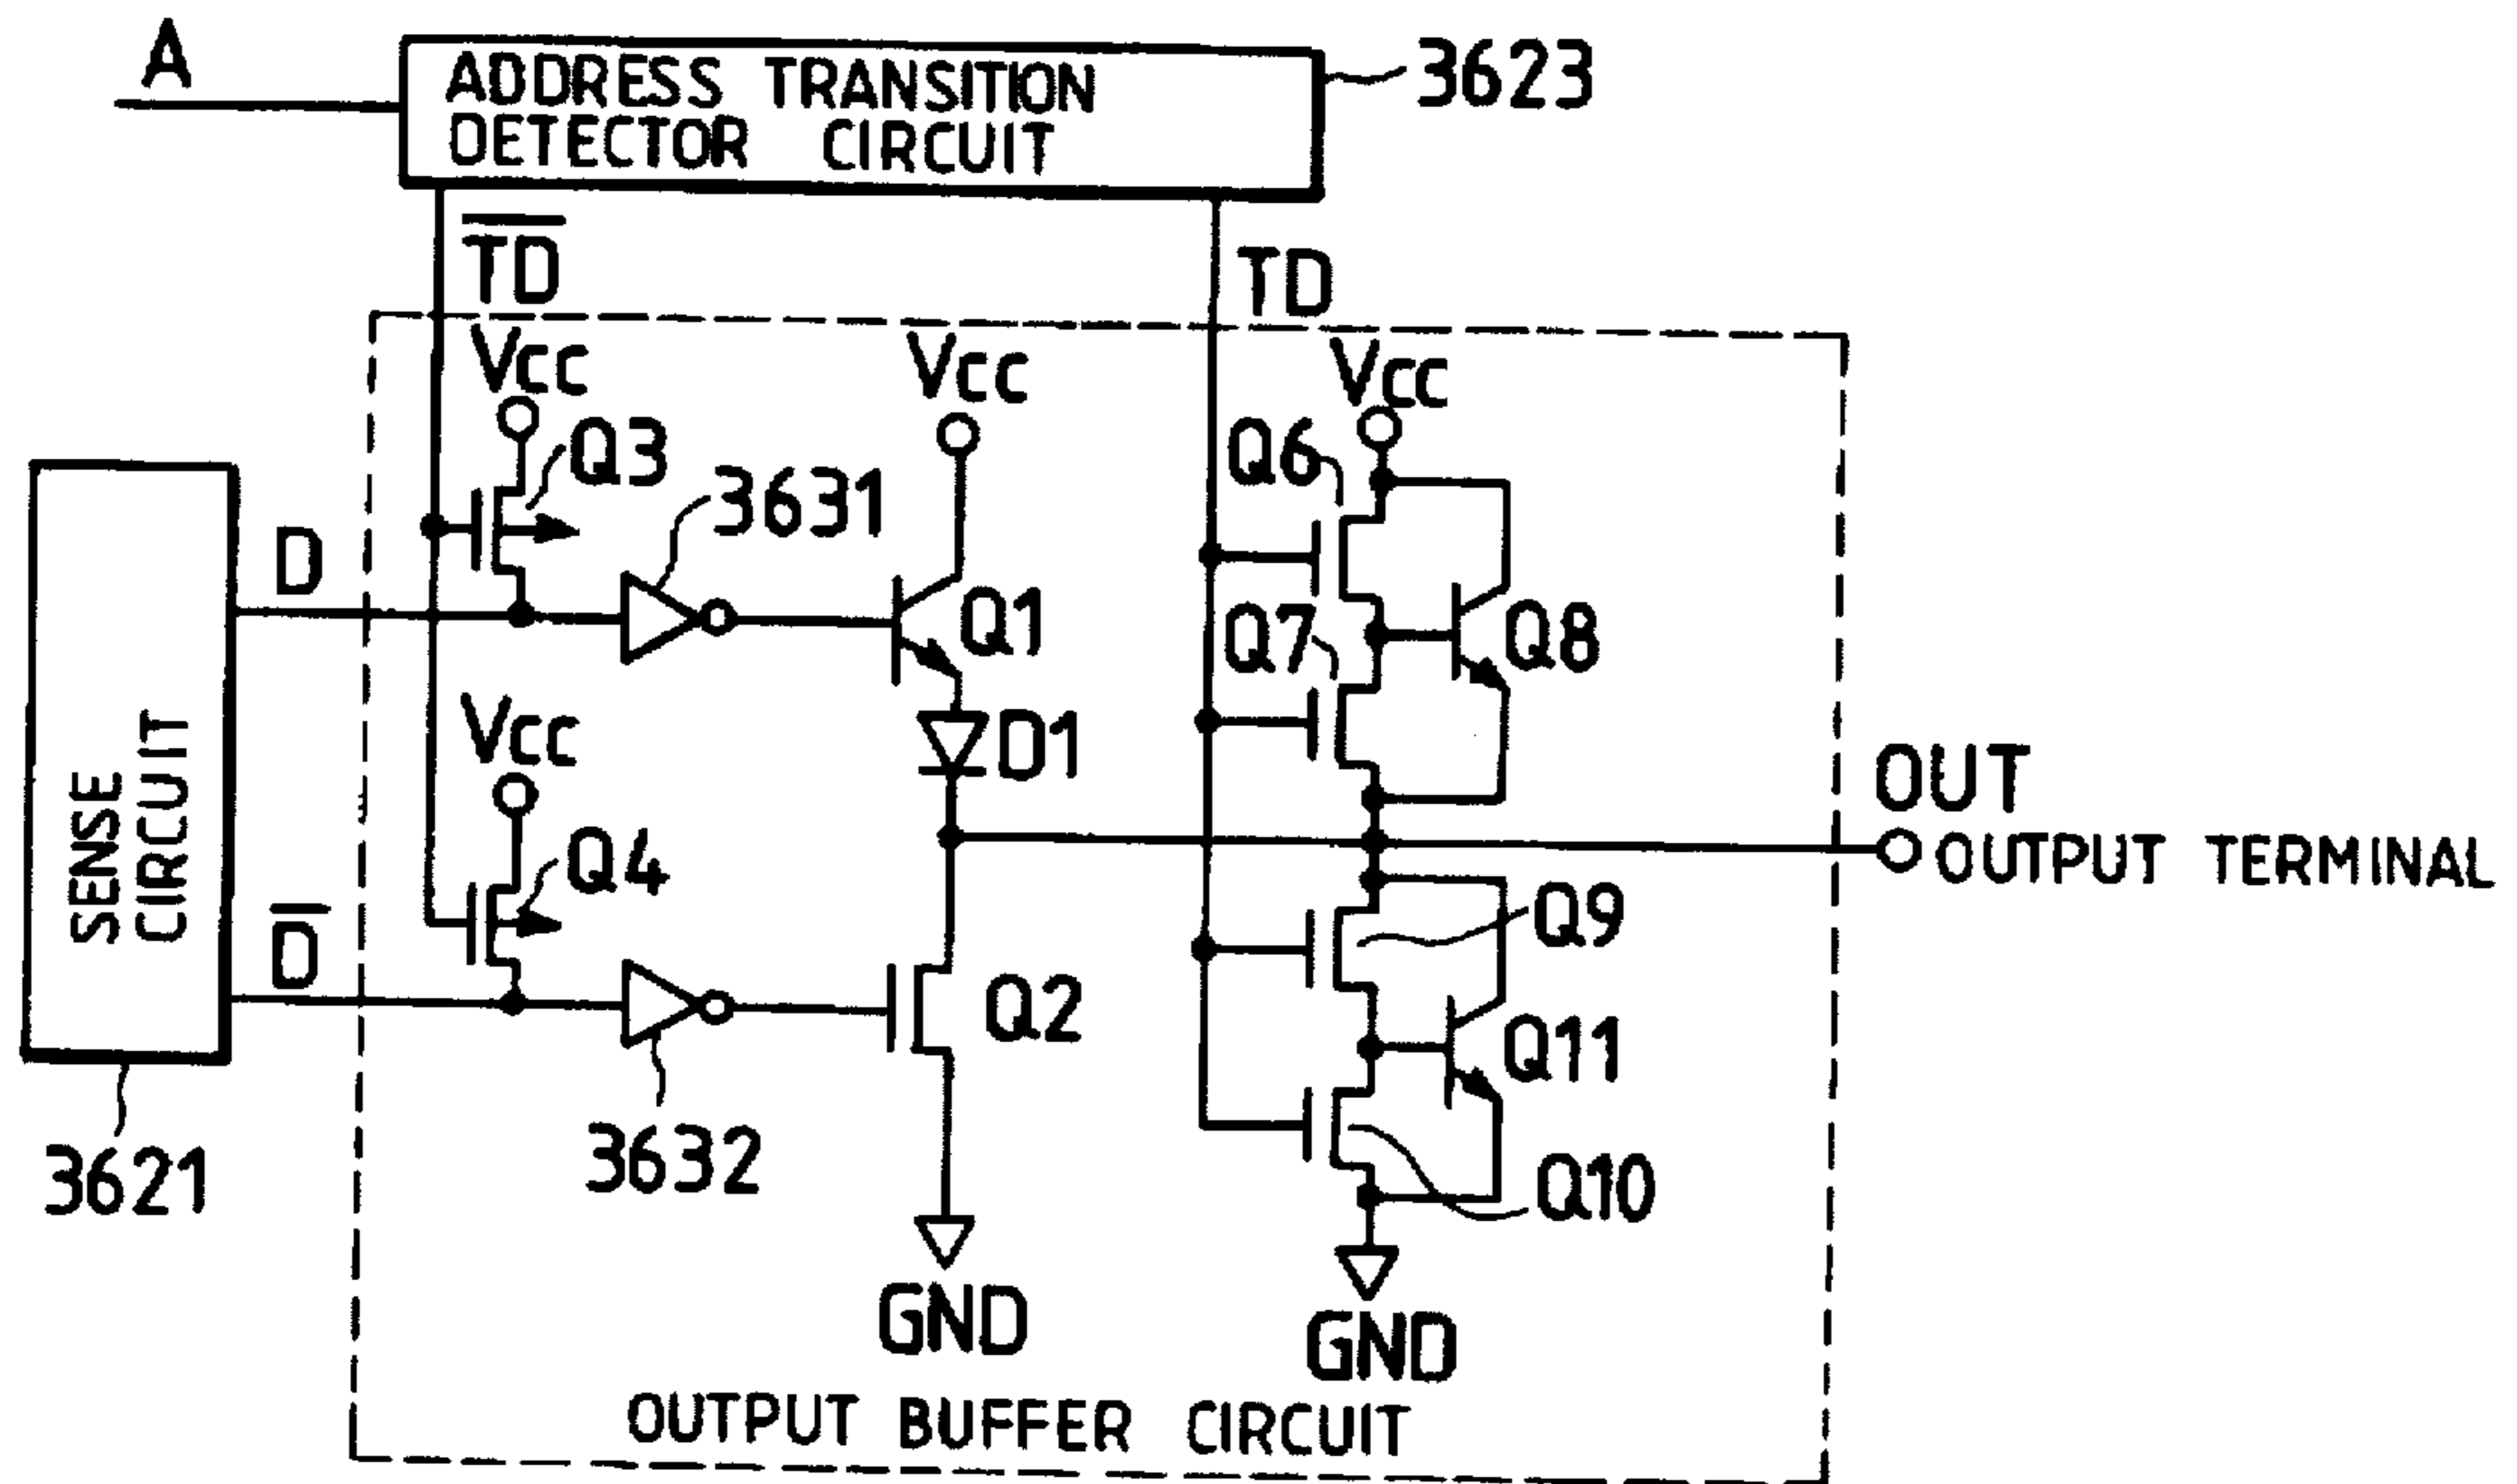 A
ADDRESS TRANSITION
DETECTOR CIRCUIT
3623
T̅D̅
TD
Vcc
Vcc
Vcc
Q3
Q6
3631
D
Q1
Q7
Q8
Vcc
D1
SENSE
CIRCUIT
OUT
OUTPUT TERMINAL
Q4
Q9
D̅
Q2
Q11
3632
3621
Q10
GND
GND
OUTPUT BUFFER CIRCUIT